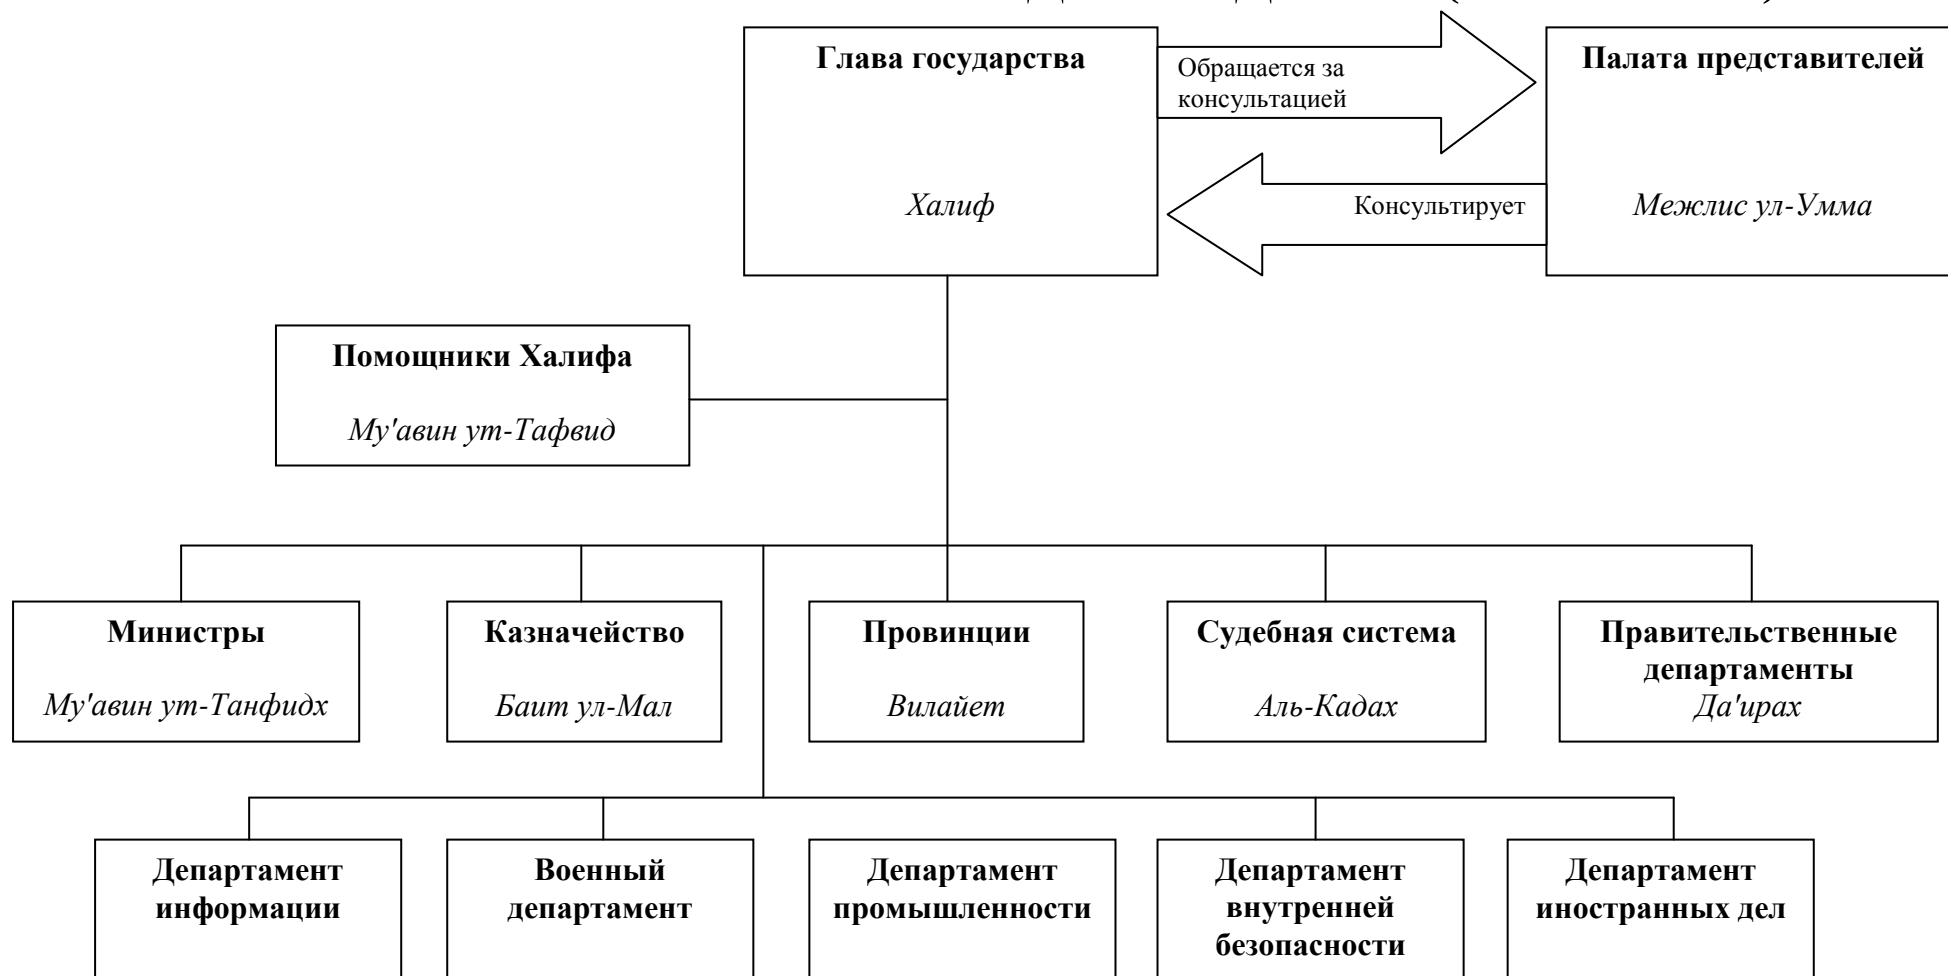 Глава государства
Халиф
Обращается за
консультацией
Консультирует
Палата представителей
Межлис ул-Умма
Помощники Халифа
Му'авин ут-Тафвид
Министры
Му'авин ут-Танфидх
Казначейство
Баит ул-Мал
Провинции
Вилайет
Судебная система
Аль-Кадах
Правительственные
департаменты
Да'ирах
Департамент
информации
Военный
департамент
Департамент
промышленности
Департамент
внутренней
безопасности
Департамент
иностранных дел